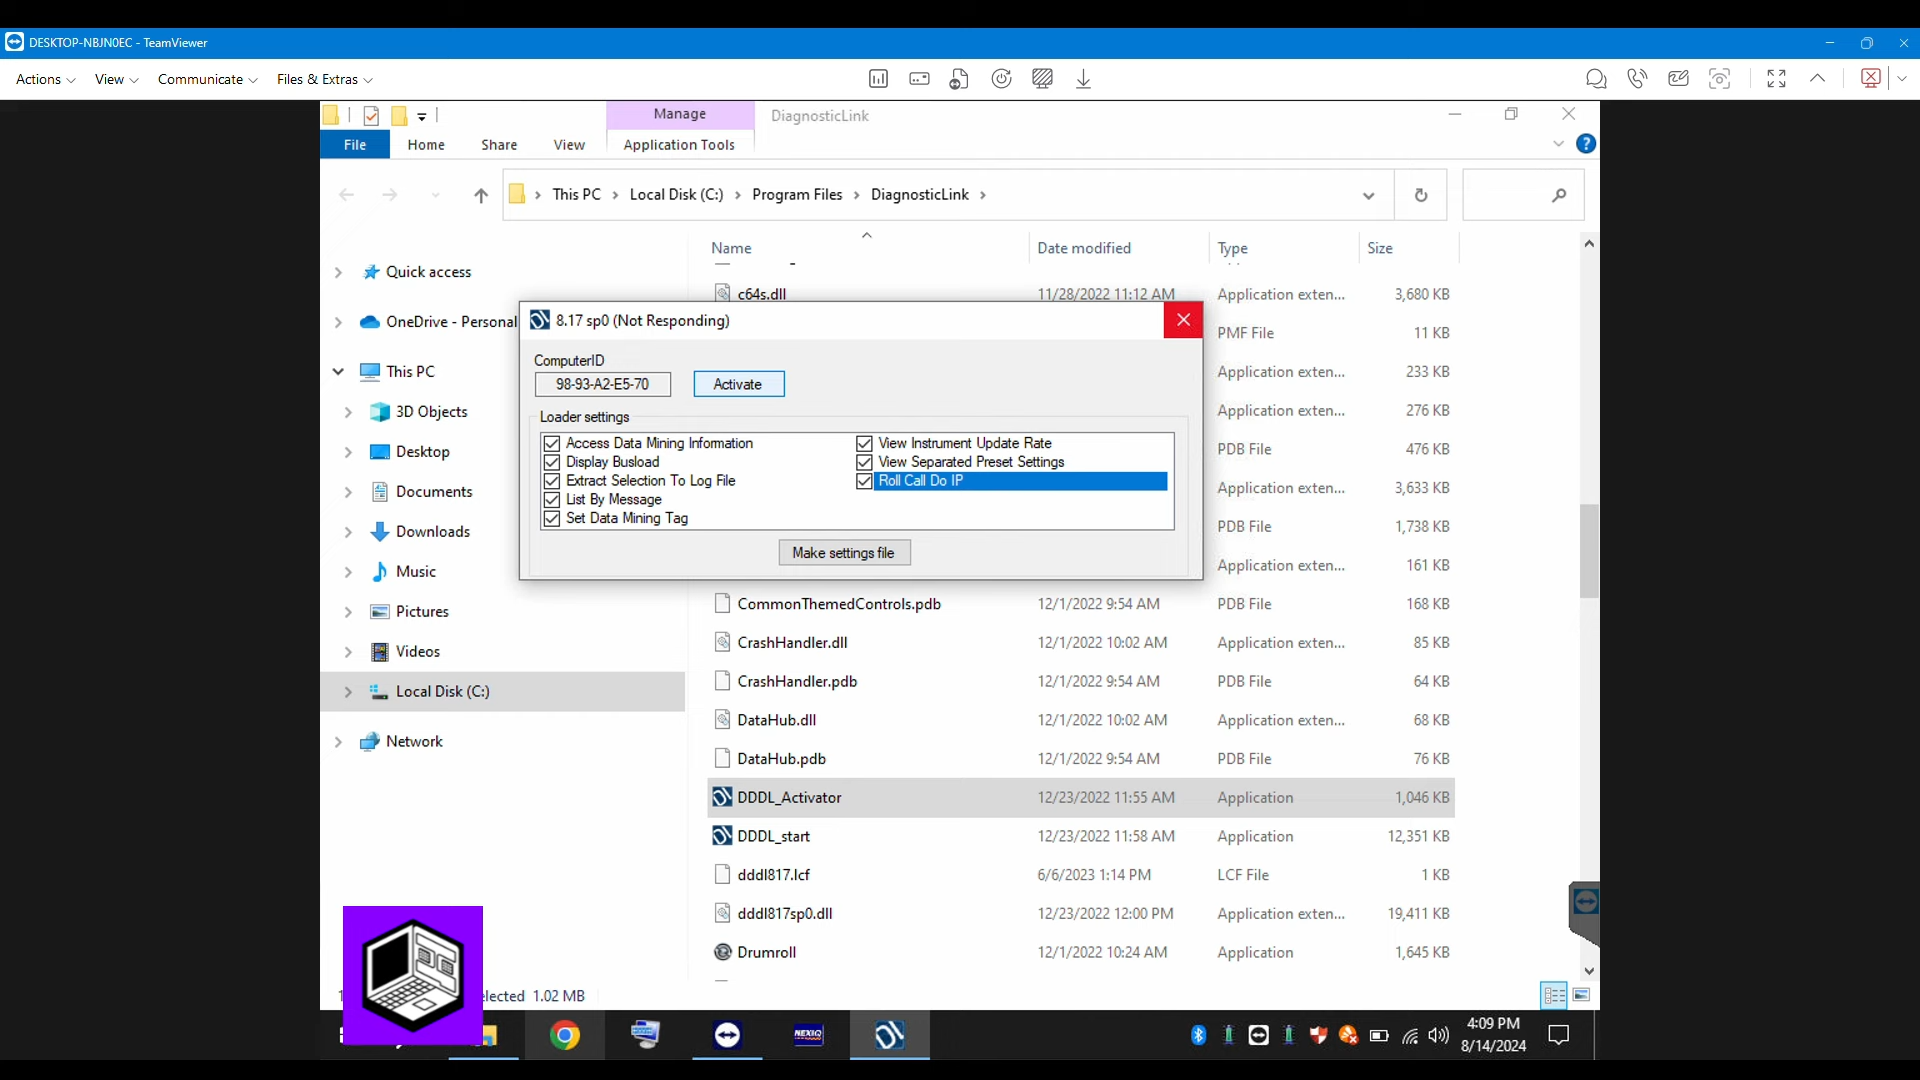 DESKTOP-NBJN0EC - TeamViewer
Actions View Communicate Files & Extras
Manage DiagnosticLink
File Home Share View Application Tools
This PC Local Disk (C:) Program Files DiagnosticLink
Name Date modified Type Size
Quick access
OneDrive - Personal
This PC
3D Objects
Desktop
Documents
Downloads
Music
Pictures
Videos
Local Disk (C:)
Network
c64s.dll 11/28/2022 11:12 AM Application exten... 3,680 KB
PMF File 11 KB
Application exten... 233 KB
Application exten... 276 KB
PDB File 476 KB
Application exten... 3,633 KB
PDB File 1,738 KB
Application exten... 161 KB
CommonThemedControls.pdb 12/1/2022 9:54 AM PDB File 168 KB
CrashHandler.dll 12/1/2022 10:02 AM Application exten... 85 KB
CrashHandler.pdb 12/1/2022 9:54 AM PDB File 64 KB
DataHub.dll 12/1/2022 10:02 AM Application exten... 68 KB
DataHub.pdb 12/1/2022 9:54 AM PDB File 76 KB
DDDL_Activator 12/23/2022 11:55 AM Application 1,046 KB
DDDL_start 12/23/2022 11:58 AM Application 12,351 KB
dddl817.lcf 6/6/2023 1:14 PM LCF File 1 KB
dddl817sp0.dll 12/23/2022 12:00 PM Application exten... 19,411 KB
Drumroll 12/1/2022 10:24 AM Application 1,645 KB
8.17 sp0 (Not Responding)
ComputerID
98-93-A2-E5-70 Activate
Loader settings
Access Data Mining Information
Display Busload
Extract Selection To Log File
List By Message
Set Data Mining Tag
View Instrument Update Rate
View Separated Preset Settings
Roll Call Do IP
Make settings file
elected 1.02 MB
NEXIQ
4:09 PM
8/14/2024